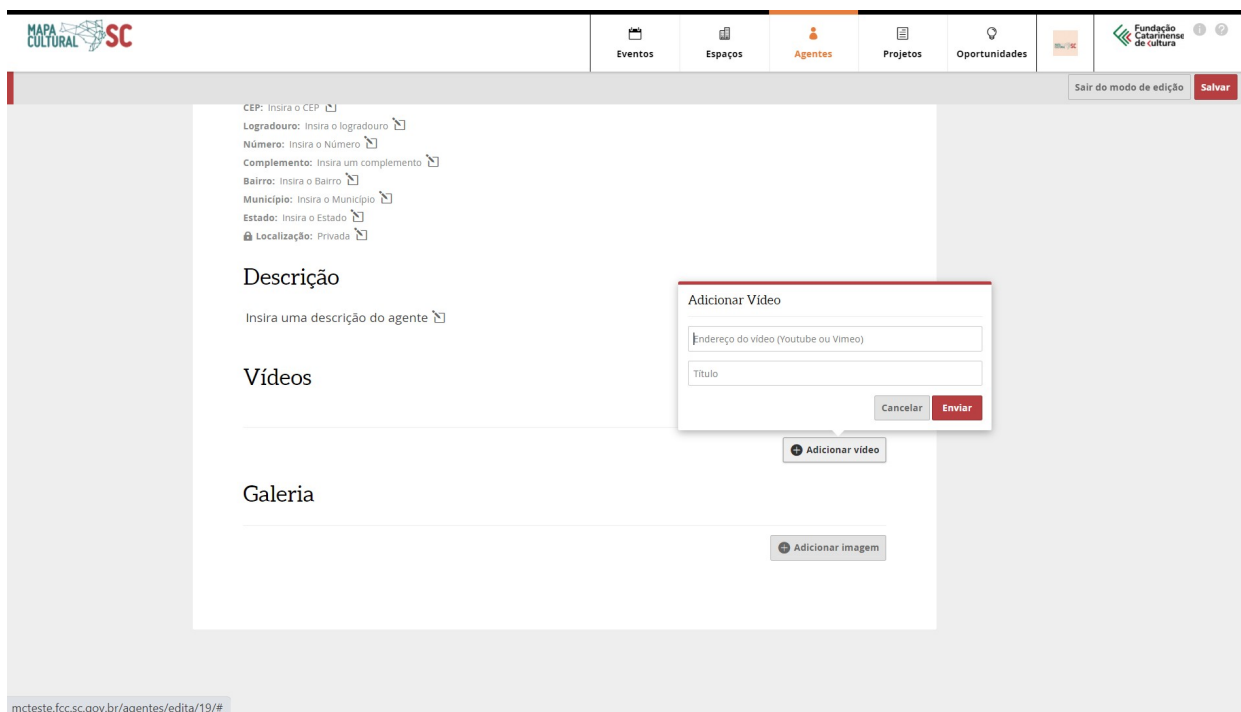 MAPA
CULTURAL SC
Eventos
Espaços
Agentes
Projetos
Oportunidades
Fundação
Catarinense
de cultura
Sair do modo de edição
Salvar
CEP: Insira o CEP
Logradouro: Insira o logradouro
Número: Insira o Número
Complemento: Insira um complemento
Bairro: Insira o Bairro
Município: Insira o Município
Estado: Insira o Estado
Localização: Privada
Descrição
Insira uma descrição do agente
Vídeos
Adicionar Vídeo
Endereço do vídeo (Youtube ou Vimeo)
Título
Cancelar
Enviar
Adicionar vídeo
Galeria
Adicionar imagem
mcteste.fcc.sc.gov.br/agentes/edita/19/#